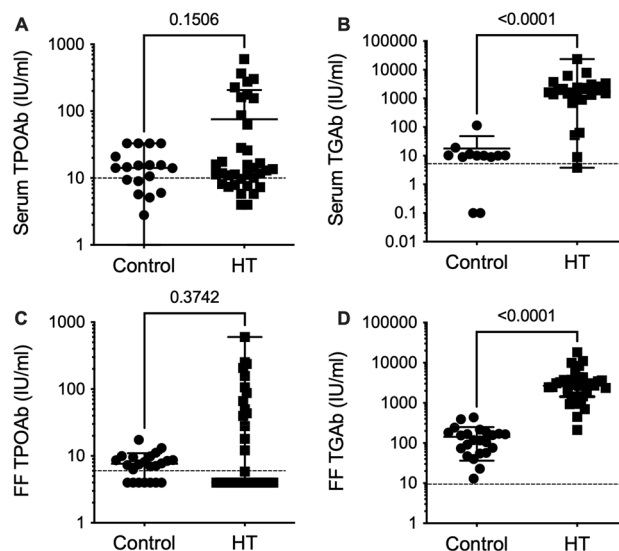 A
0.1506
Serum TPOAb (IU/ml)
1000
100
10
1
Control
HT
B
<0.0001
Serum TGAb (IU/ml)
100000
10000
1000
100
10
1
0.1
0.01
Control
HT
C
0.3742
FF TPOAb (IU/ml)
1000
100
10
1
Control
HT
D
<0.0001
FF TGAb (IU/ml)
100000
10000
1000
100
10
1
Control
HT